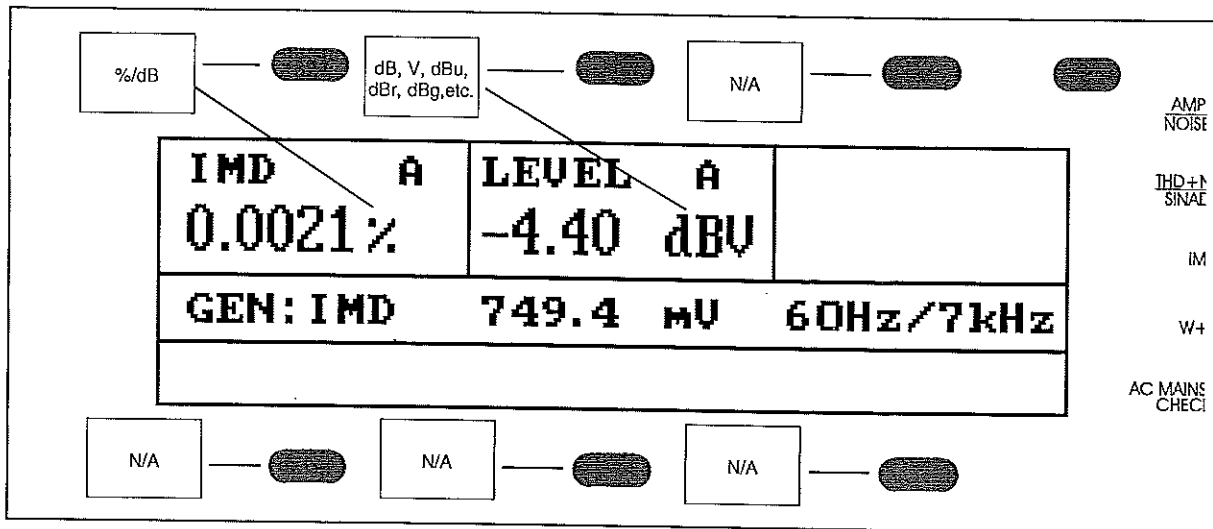 %/dB
dB, V, dBu,
dBr, dBg,etc.
N/A
AMP
NOISE
IMD A LEVEL A
THD+N
SINAD
0.0021% -4.40 dBV
IM
GEN:IMD 749.4 mV 60Hz/7kHz
W+
AC MAINS
CHEC
N/A
N/A
N/A